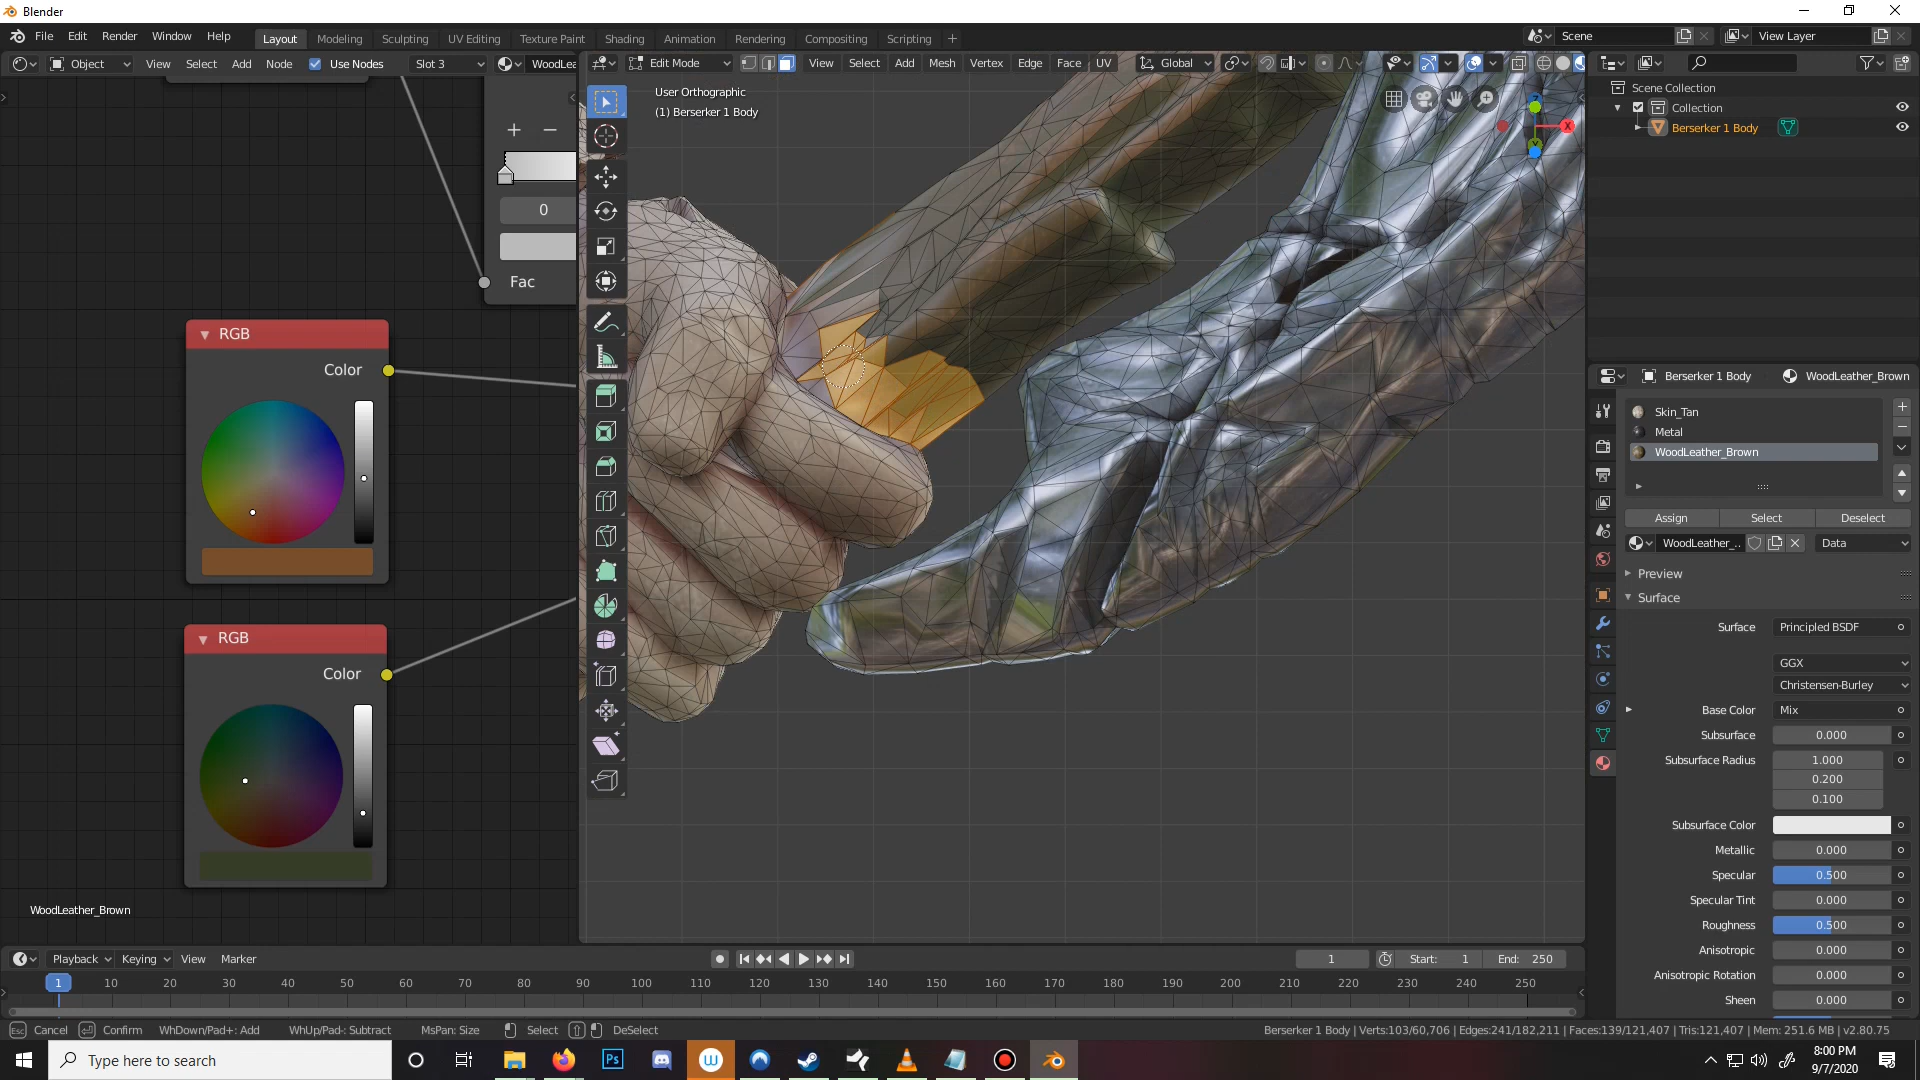 Blender
File Edit Render Window Help
Layout Modeling Sculpting UV Editing Texture Paint Shading Animation Rendering Compositing Scripting +
Scene
View Layer
Object View Select Add Node Use Nodes Slot 3 WoodLea
Edit Mode View Select Add Mesh Vertex Edge Face UV Global
User Orthographic
(1) Berserker 1 Body
0
Fac
RGB
Color
RGB
Color
WoodLeather_Brown
X
Scene Collection
Collection
Berserker 1 Body
Berserker 1 Body WoodLeather_Brown
Skin_Tan
Metal
WoodLeather_Brown
Assign Select Deselect
WoodLeather_.. Data
Preview
Surface
Surface Principled BSDF
GGX
Christensen-Burley
Base Color Mix
Subsurface 0.000
Subsurface Radius 1.000
0.200
0.100
Subsurface Color
Metallic 0.000
Specular 0.500
Specular Tint 0.000
Roughness 0.500
Anisotropic 0.000
Anisotropic Rotation 0.000
Sheen 0.000
Playback Keying View Marker
1 Start: 1 End: 250
1 10 20 30 40 50 60 70 80 90 100 110 120 130 140 150 160 170 180 190 200 210 220 230 240 250
Esc Cancel Confirm WhDown/Pad+: Add WhUp/Pad-: Subtract MsPan: Size Select DeSelect
Berserker 1 Body | Verts:103/60,706 | Edges:241/182,211 | Faces:139/121,407 | Tris:121,407 | Mem: 251.6 MB | v2.80.75
Type here to search
Ps
8:00 PM
9/7/2020